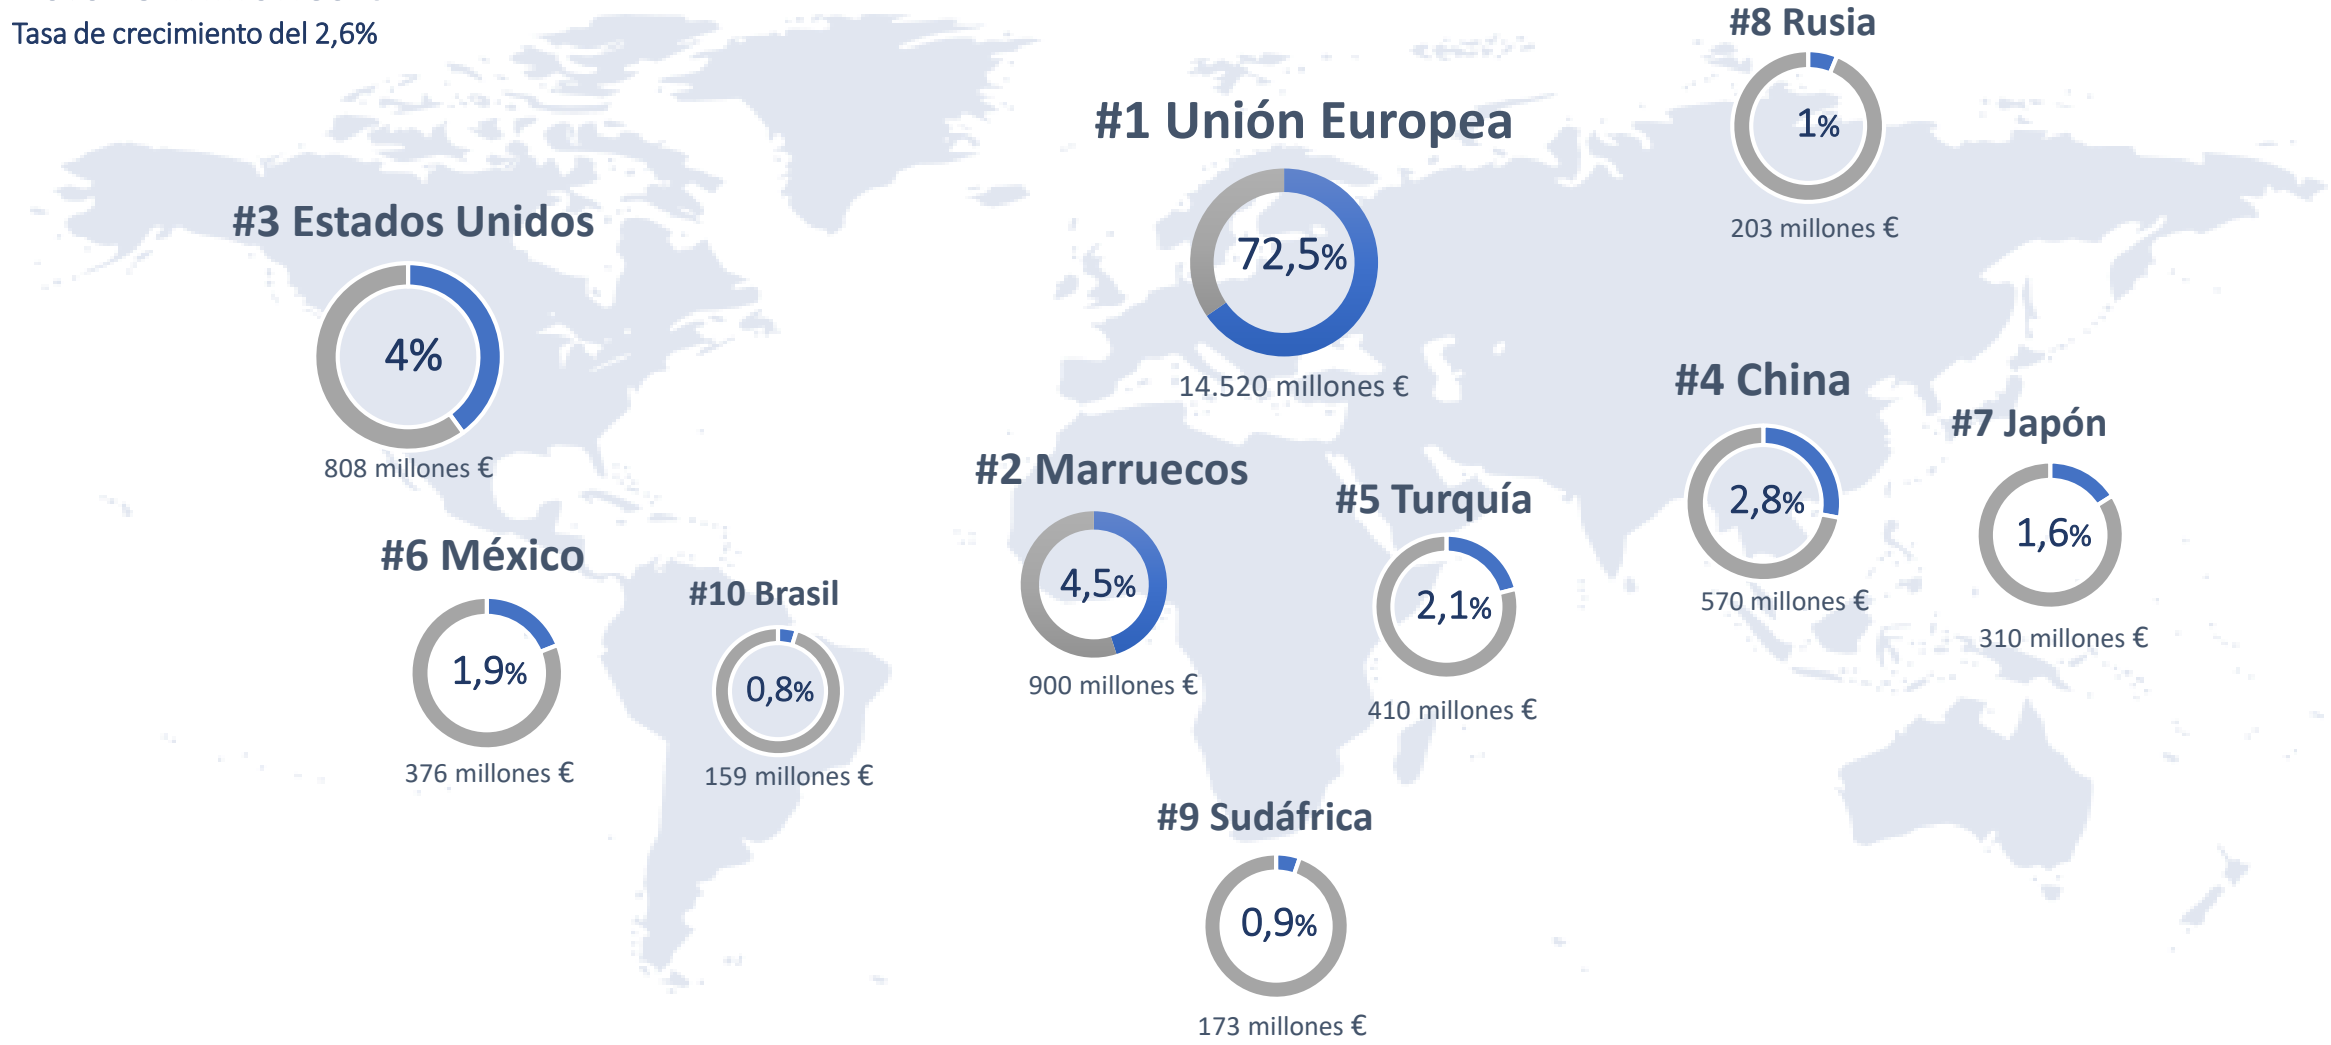 Tasa de crecimiento del 2,6%
#8 Rusia
1%
203 millones €
#1 Unión Europea
72,5%
14.520 millones €
#3 Estados Unidos
4%
808 millones €
#4 China
2,8%
570 millones €
#7 Japón
1,6%
310 millones €
#2 Marruecos
4,5%
900 millones €
#5 Turquía
2,1%
410 millones €
#6 México
1,9%
376 millones €
#10 Brasil
0,8%
159 millones €
#9 Sudáfrica
0,9%
173 millones €